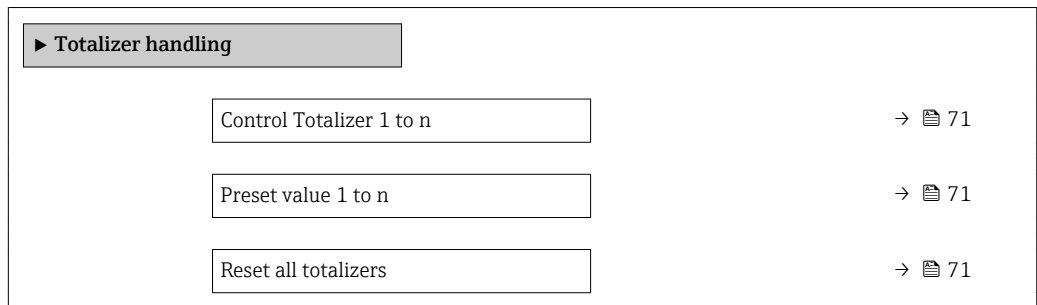 ▶ Totalizer handling
Control Totalizer 1 to n → 71
Preset value 1 to n → 71
Reset all totalizers → 71